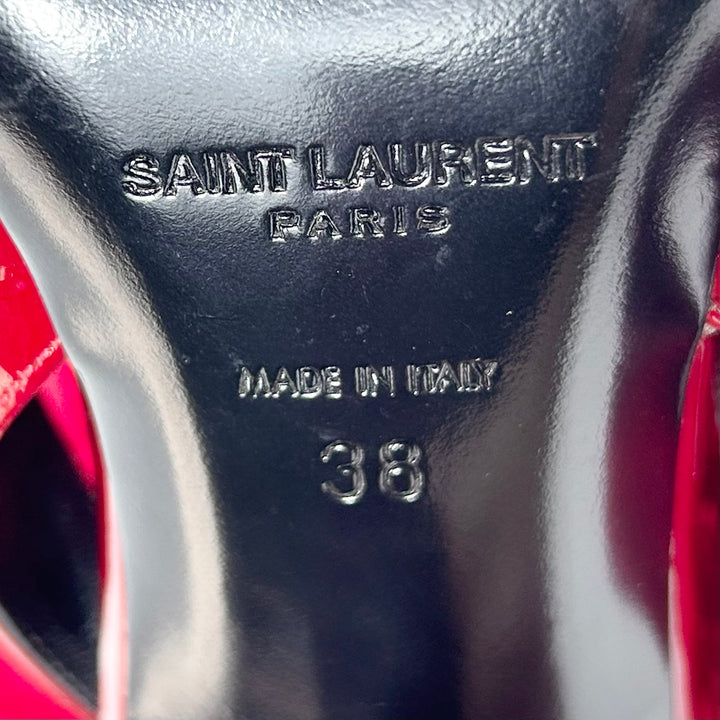 SAINT LAURENT
PARIS
MADE IN ITALY
38